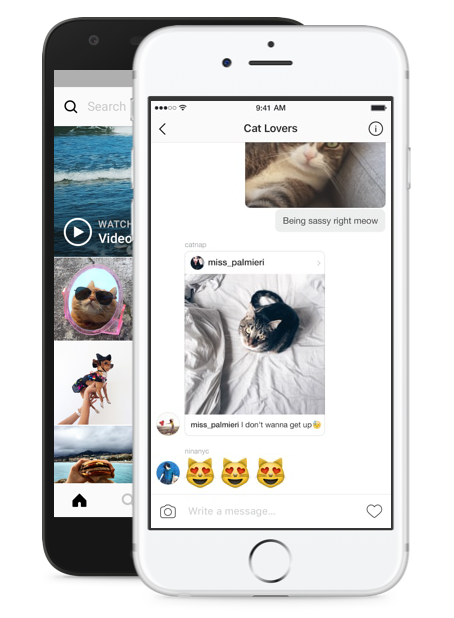 Search
WATCH
Video
9:41 AM
Cat Lovers
Being sassy right meow
catnap
miss_palmieri
miss_palmieri I don't wanna get up
ninanyc
Write a message...